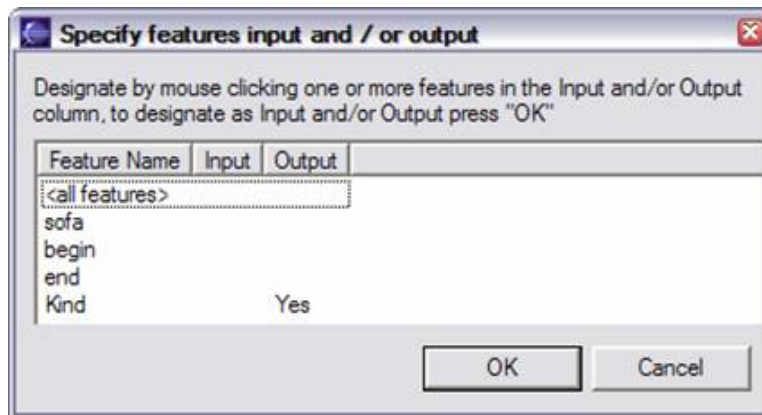 Specify features input and / or output
Designate by mouse clicking one or more features in the Input and/or Output
column, to designate as Input and/or Output press "OK"
Feature Name Input Output
<all features>
sofa
begin
end
Kind Yes
OK Cancel